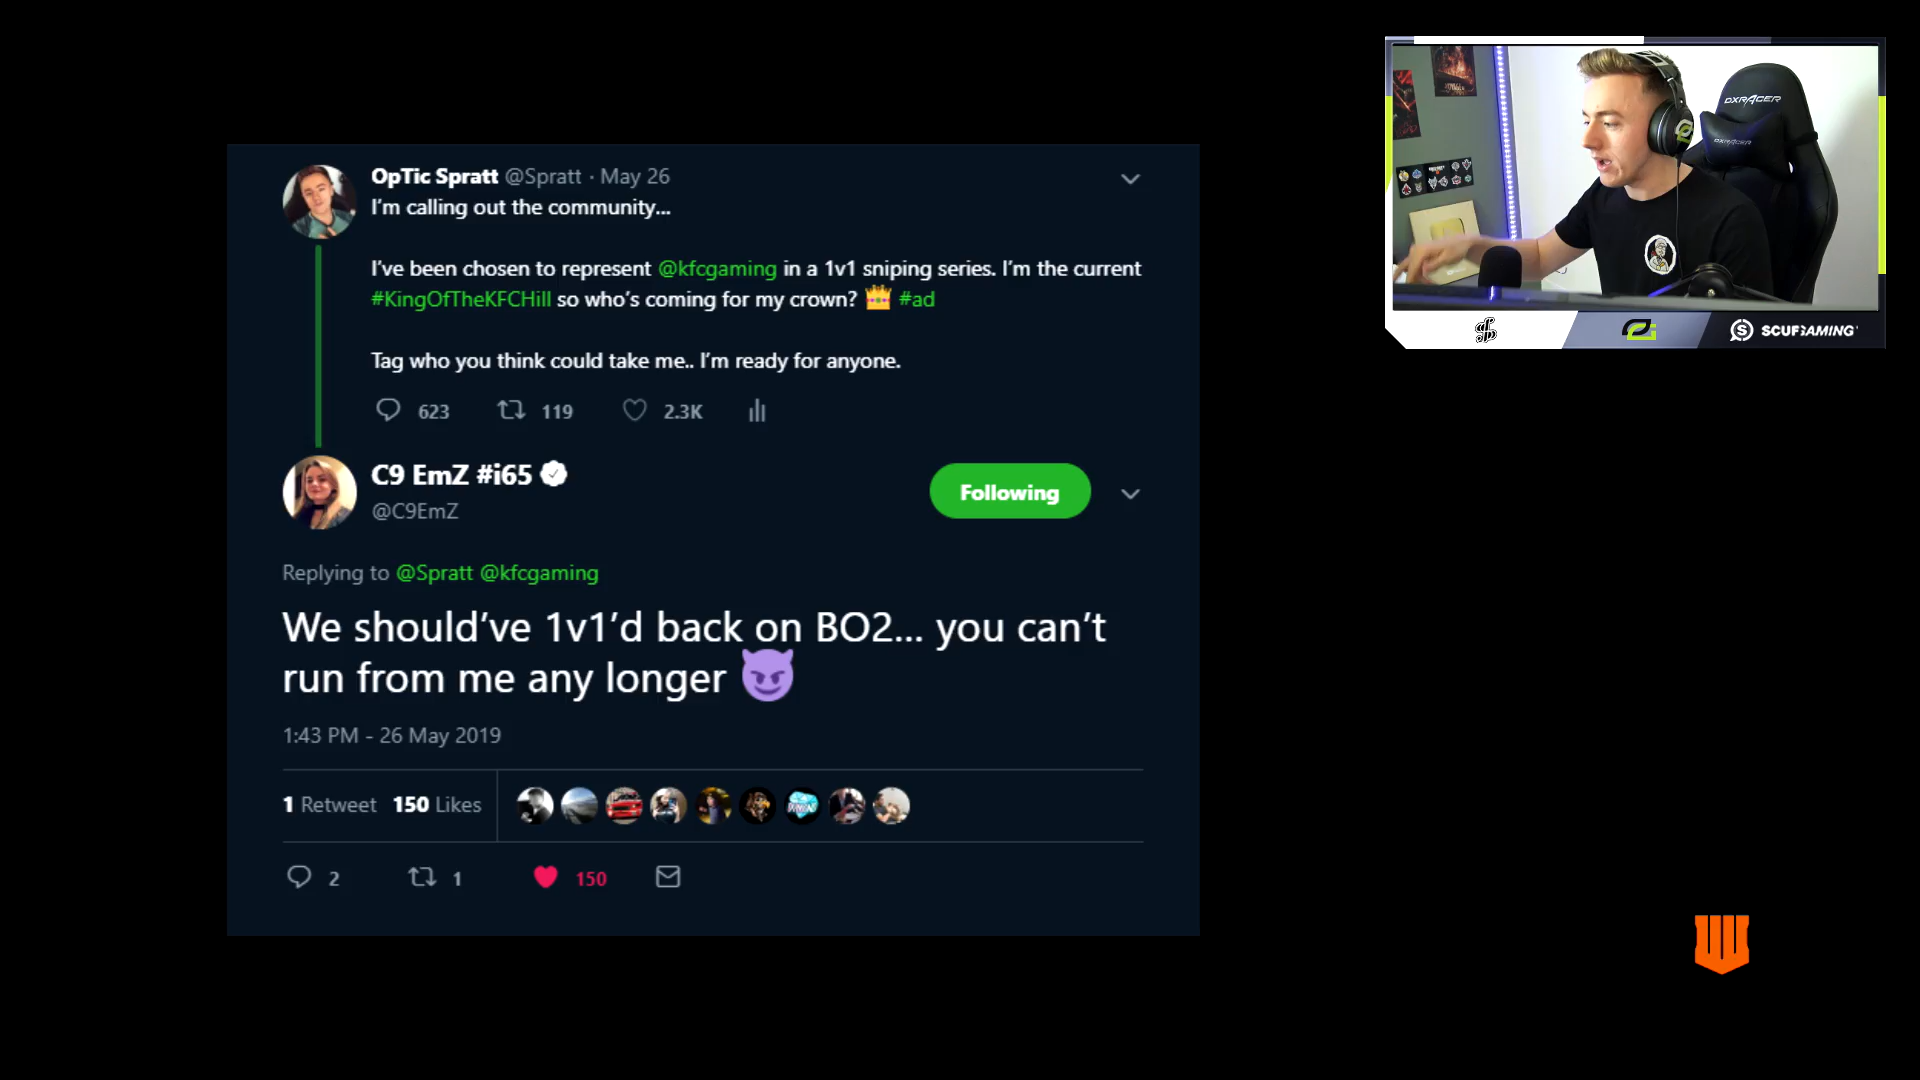 OpTic Spratt @Spratt · May 26
I'm calling out the community...
I've been chosen to represent @kfcgaming in a 1v1 sniping series. I'm the current
#KingOfTheKFCHill so who's coming for my crown? 👑 #ad
Tag who you think could take me.. I'm ready for anyone.
623 119 2.3K
C9 EmZ #i65
@C9EmZ
Following
Replying to @Spratt @kfcgaming
We should've 1v1'd back on BO2... you can't
run from me any longer 😈
1:43 PM - 26 May 2019
1 Retweet 150 Likes
2 1 150
DXRACER
DXRACER
SCUFGAMING